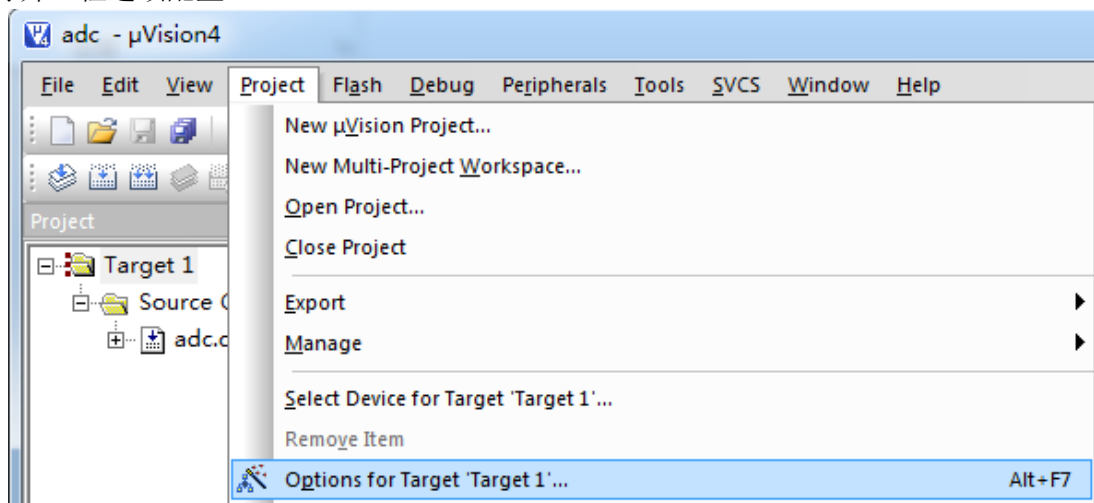 adc - µVision4
File Edit View Project Flash Debug Peripherals Tools SVCS Window Help
New µVision Project...
New Multi-Project Workspace...
Project
Open Project...
Target 1
Close Project
Source
Export
adc.c
Manage
Select Device for Target 'Target 1'...
Remove Item
Options for Target 'Target 1'... Alt+F7